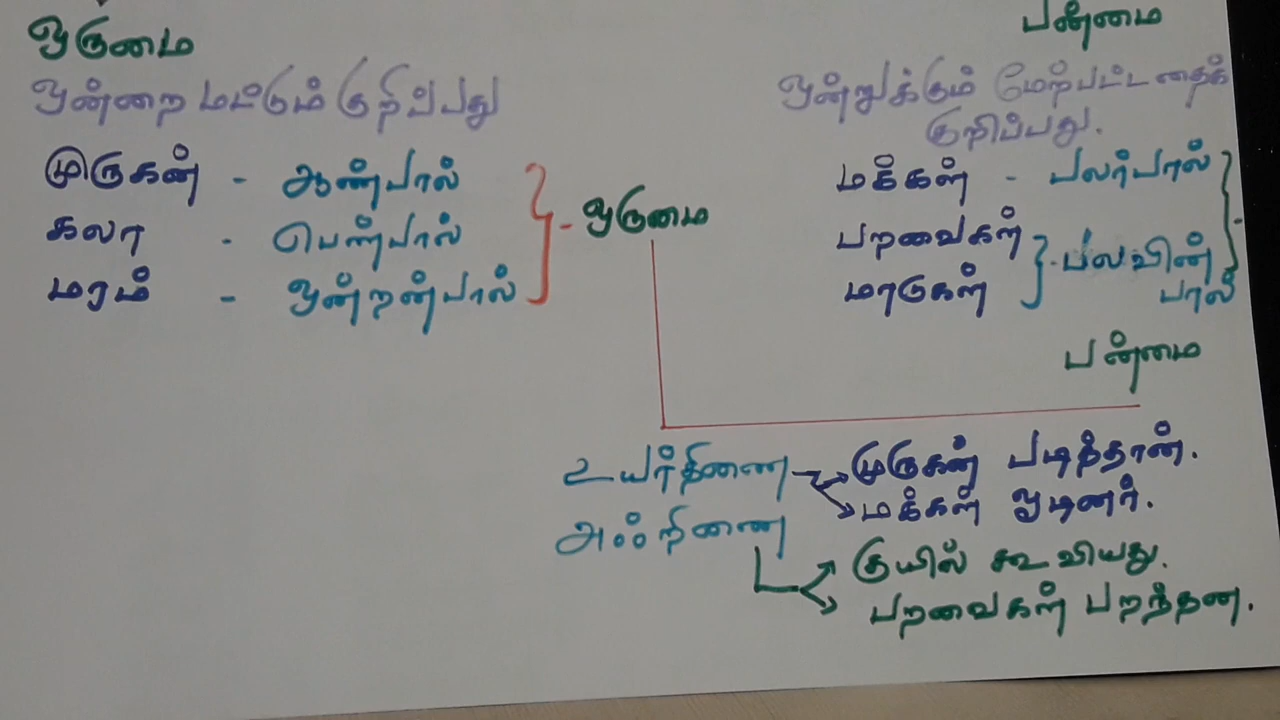 ஒருமை
ஒன்றை மட்டும் குறிப்பது
முருகன் - ஆண்பால்
கலா - பெண்பால்
மரம் - ஒன்றன்பால்
- ஒருமை
பன்மை
ஒன்றுக்கும் மேற்பட்டதைக்
குறிப்பது.
மக்கள் - பலர்பால்
பறவைகள்
மாடுகள்
- பலவின்
பால்
பன்மை
உயர்திணை
முருகன் படித்தான்.
மக்கள் ஓடினர்.
அஃறிணை
குயில் கூவியது.
பறவைகள் பறந்தன.